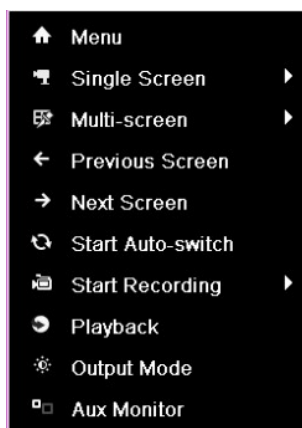 Menu
Single Screen
Multi-screen
Previous Screen
Next Screen
Start Auto-switch
Start Recording
Playback
Output Mode
Aux Monitor